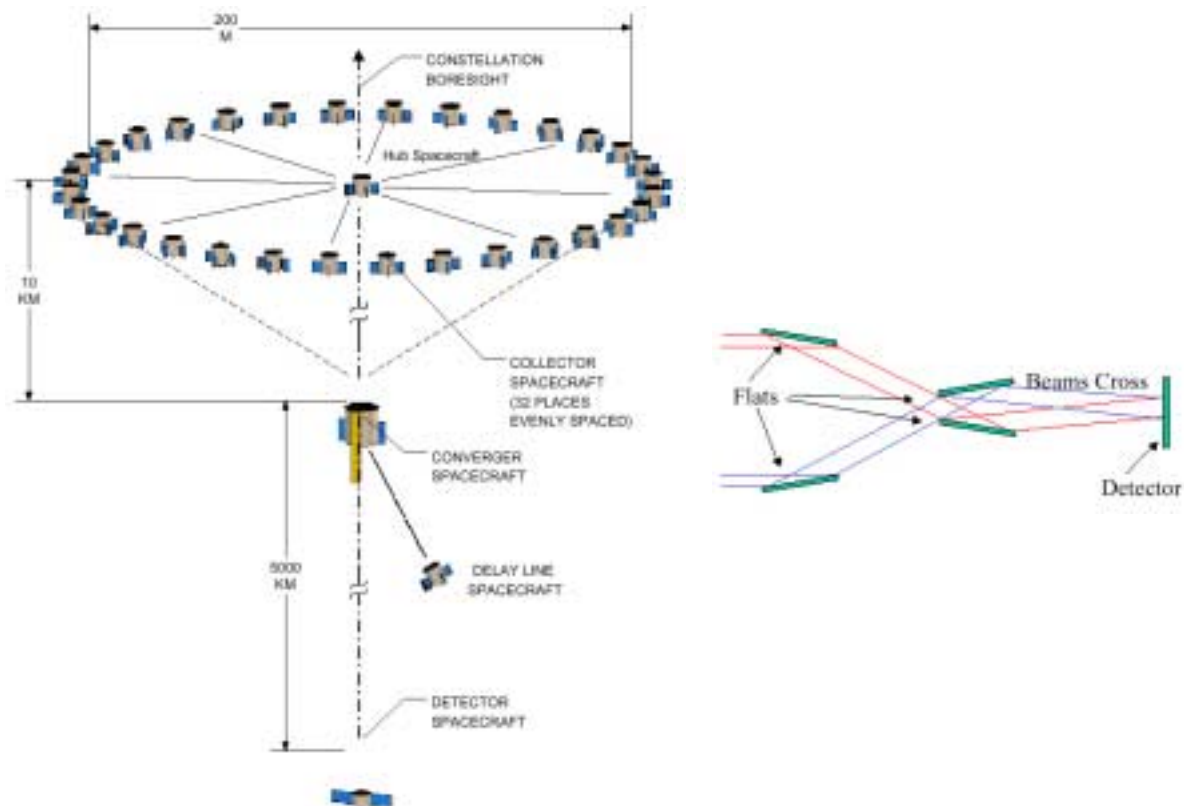 200
M
CONSTELLATION
BORESIGHT
Hub Spacecraft
10
KM
COLLECTOR
SPACECRAFT
(32 PLACES
EVENLY SPACED)
CONVERGER
SPACECRAFT
5000
KM
DELAY LINE
SPACECRAFT
DETECTOR
SPACECRAFT
Flats
Beams Cross
Detector